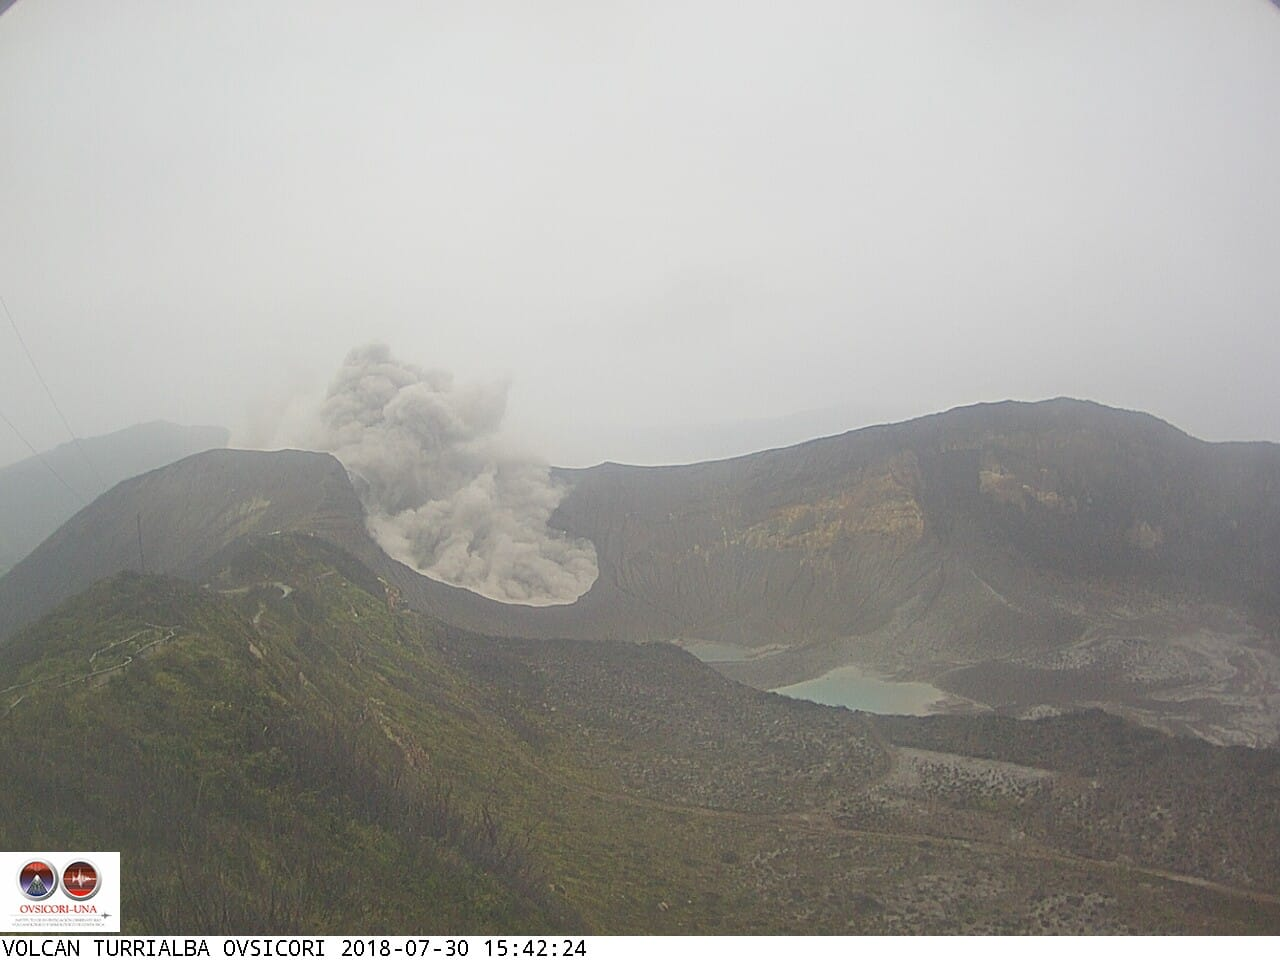 OVSICORI-UNA
VOLCAN TURRIALBA OVSICORI 2018-07-30 15:42:24